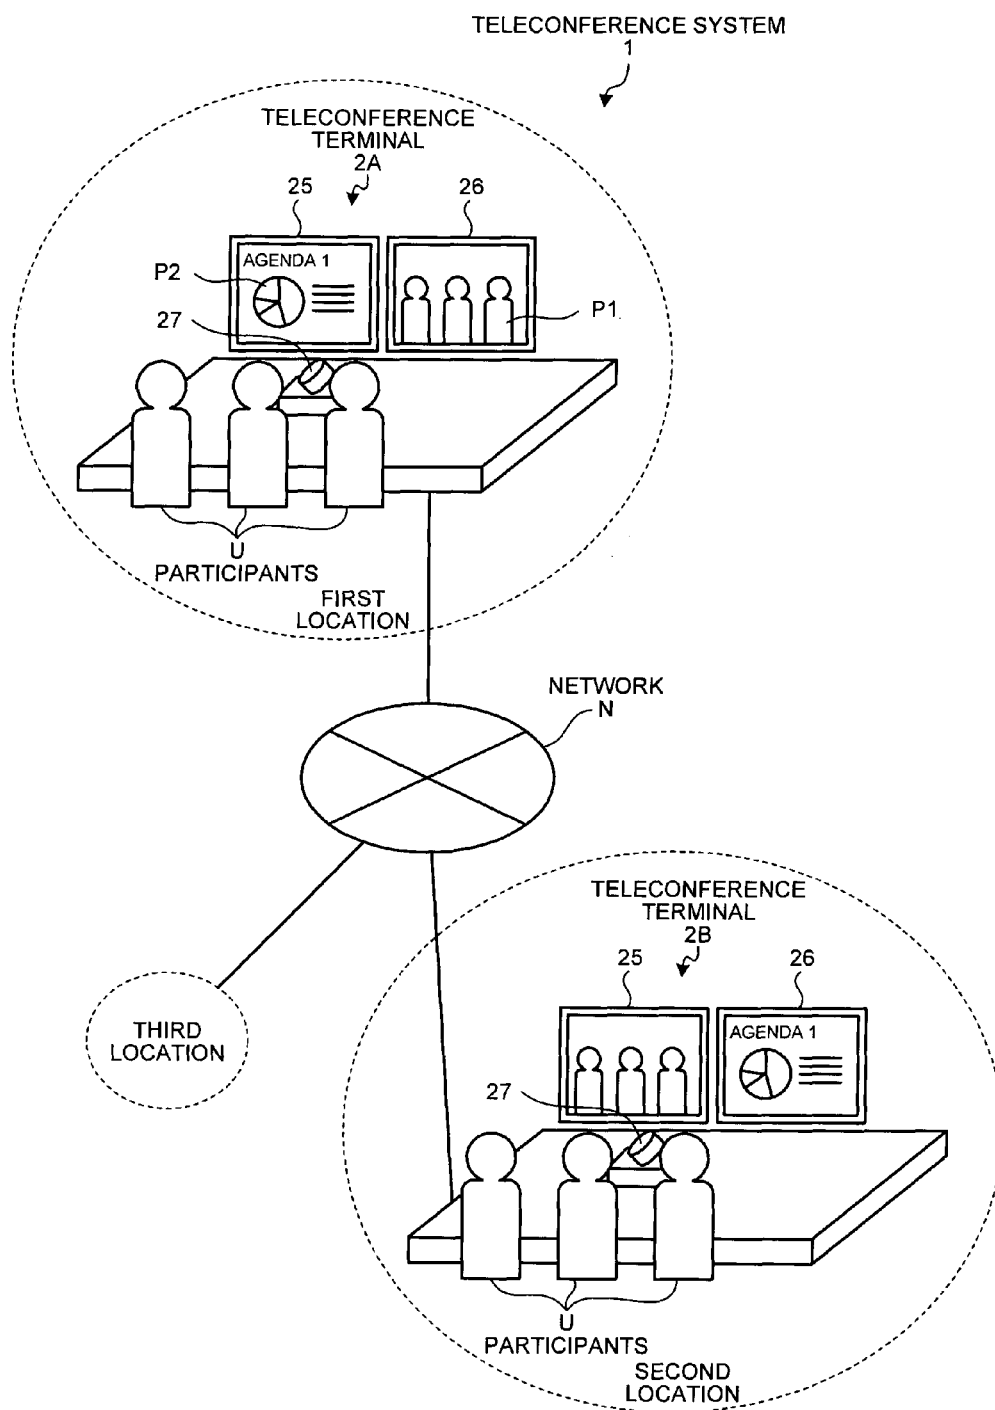 TELECONFERENCE SYSTEM
1
TELECONFERENCE
TERMINAL
2A
25
26
AGENDA 1
P2
P1
27
U
PARTICIPANTS
FIRST
LOCATION
NETWORK
N
TELECONFERENCE
TERMINAL
2B
25
26
THIRD
LOCATION
AGENDA 1
27
U
PARTICIPANTS
SECOND
LOCATION